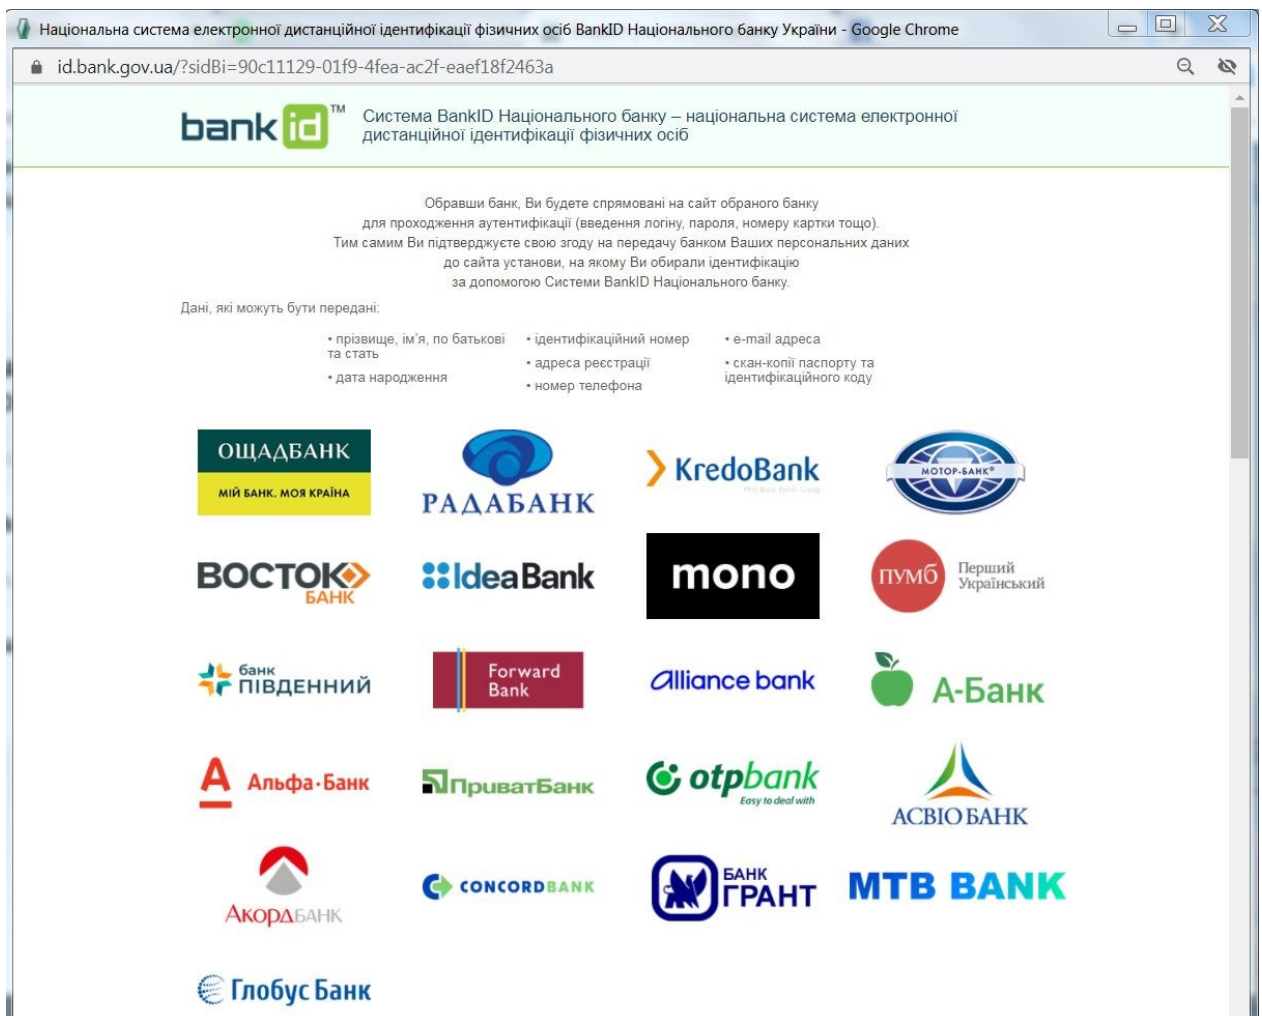 Національна система електронної дистанційної ідентифікації фізичних осіб BankID Національного банку України - Google Chrome
id.bank.gov.ua/?sidBi=90c11129-01f9-4fea-ac2f-eaef18f2463a
bank id™
Система BankID Національного банку – національна система електронної
дистанційної ідентифікації фізичних осіб
Обравши банк, Ви будете спрямовані на сайт обраного банку
для проходження аутентифікації (введення логіну, пароля, номеру картки тощо).
Тим самим Ви підтверджуєте свою згоду на передачу банком Ваших персональних даних
до сайта установи, на якому Ви обирали ідентифікацію
за допомогою Системи BankID Національного банку.
Дані, які можуть бути передані:
• прізвище, ім'я, по батькові
та стать
• дата народження
• ідентифікаційний номер
• адреса реєстрації
• номер телефона
• e-mail адреса
• скан-копії паспорту та
ідентифікаційного коду
ОЩАДБАНК
МІЙ БАНК. МОЯ КРАЇНА
РАДАБАНК
KredoBank
МОТОР-БАНК®
ВОСТОК
БАНК
IdeaBank
mono
ПУМБ
Перший
Український
банк
ПІВДЕННИЙ
Forward
Bank
alliance bank
А-Банк
А
Альфа·Банк
ПриватБанк
otpbank
Easy to deal with
АСВІО БАНК
АКОРДБАНК
CONCORDBANK
БАНК
ГРАНТ
MTB BANK
Глобус Банк